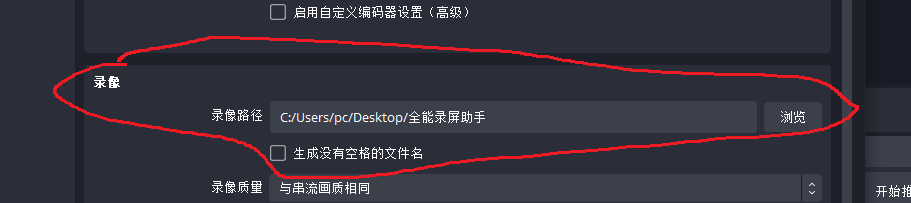 启用自定义编码器设置（高级）
录像
录像路径 C:/Users/pc/Desktop/全能录屏助手 浏览
生成没有空格的文件名
录像质量 与串流画质相同
开始推